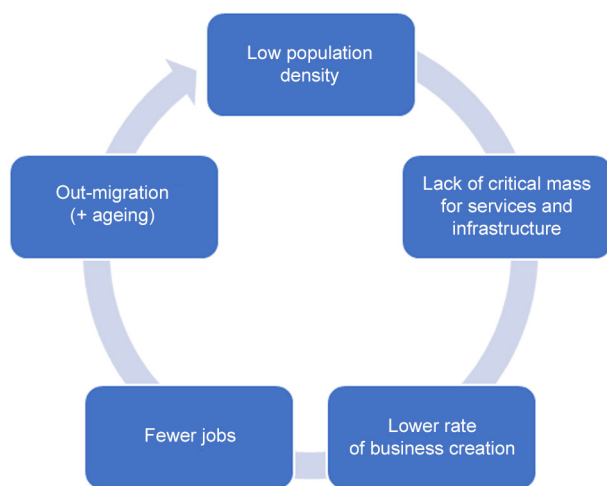 Low population
density
Lack of critical mass
for services and
infrastructure
Lower rate
of business creation
Fewer jobs
Out-migration
(+ ageing)